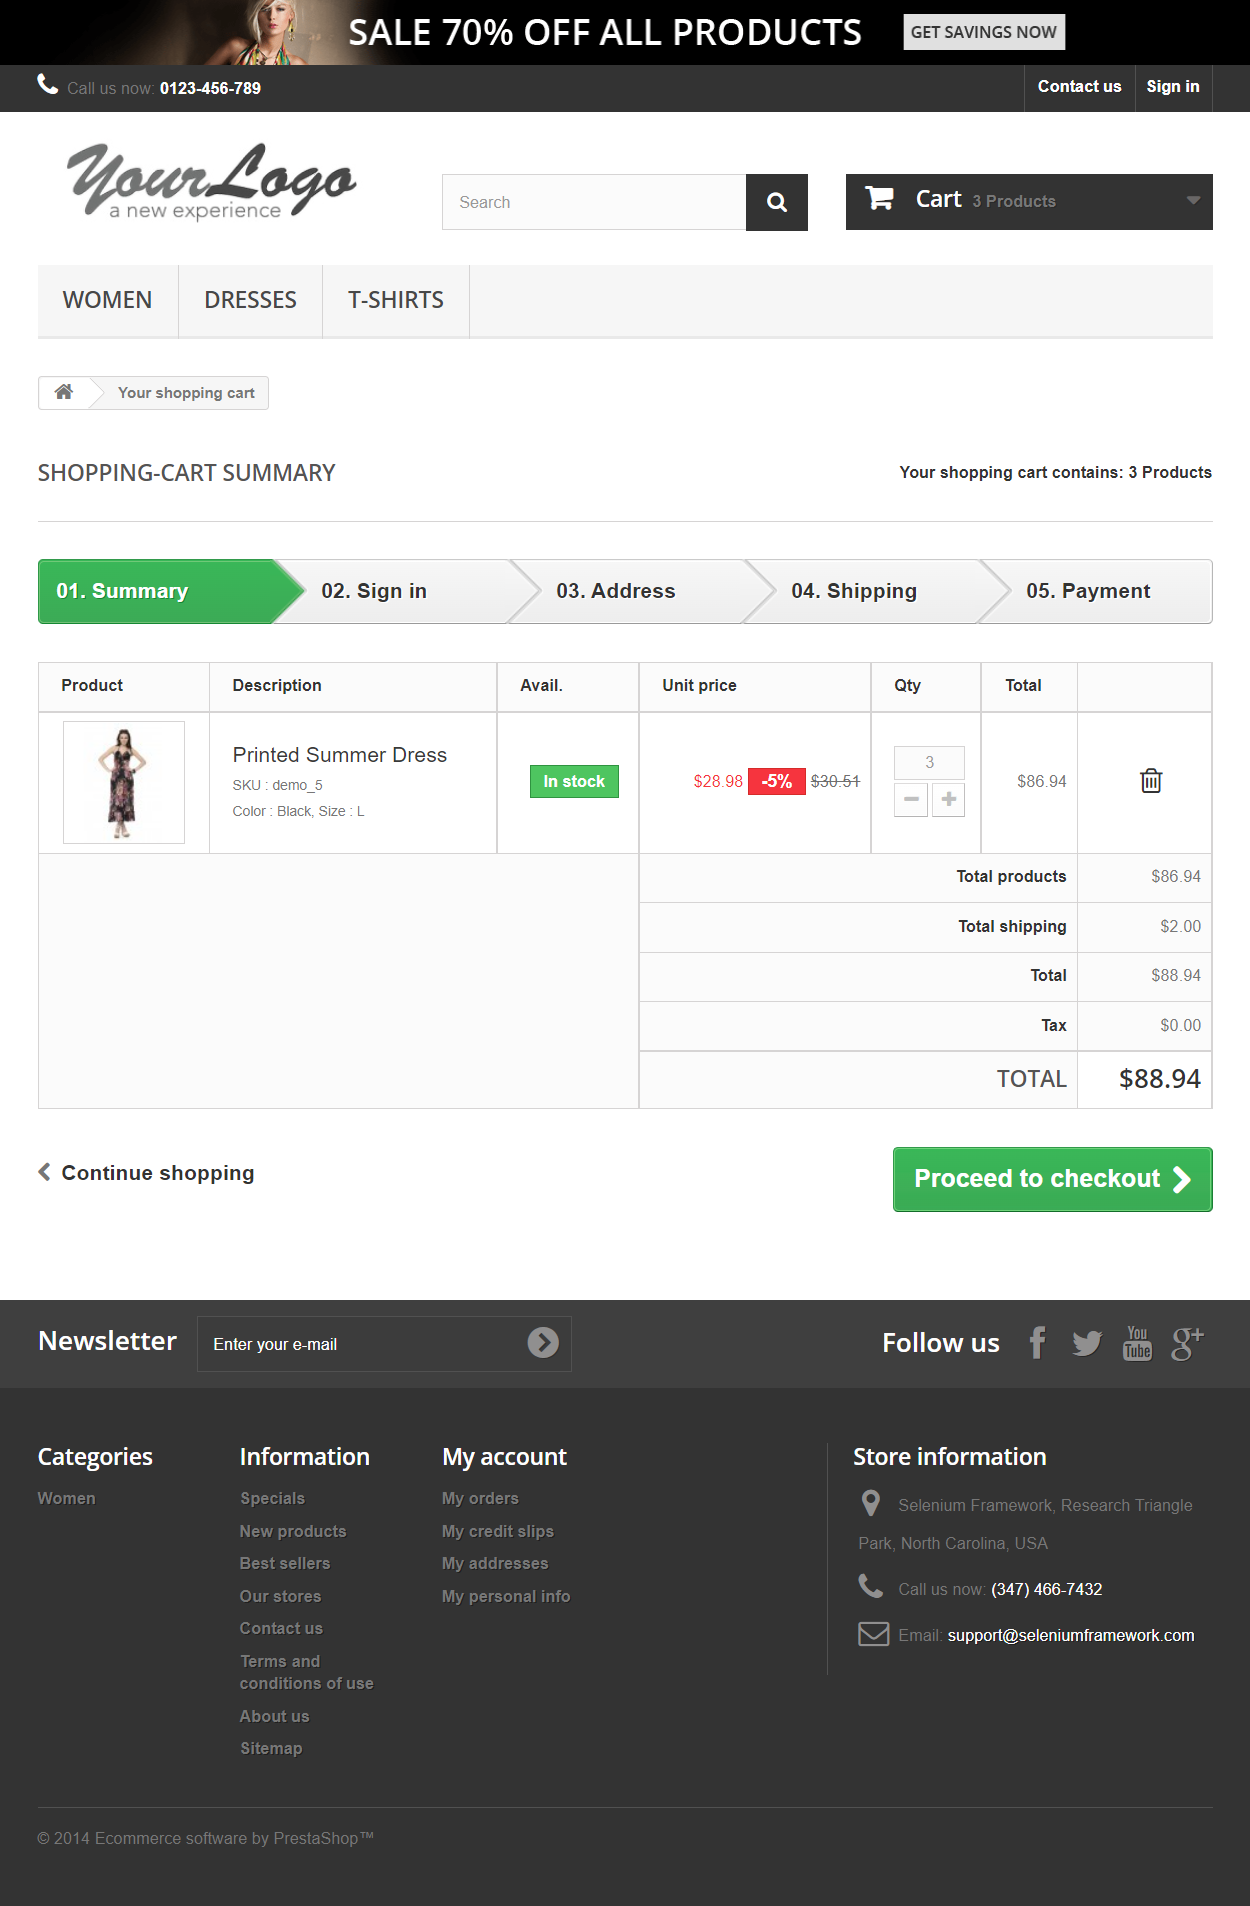 SALE 70% OFF ALL PRODUCTS GET SAVINGS NOW
Call us now: 0123-456-789 Contact us Sign in
YourLogo
a new experience
Search
Cart 3 Products
WOMEN DRESSES T-SHIRTS
Your shopping cart
SHOPPING-CART SUMMARY Your shopping cart contains: 3 Products
01. Summary 02. Sign in 03. Address 04. Shipping 05. Payment
Product Description Avail. Unit price Qty Total
Printed Summer Dress
SKU : demo_5
Color : Black, Size : L
In stock
$28.98 -5% $30.51
3
$86.94
Total products $86.94
Total shipping $2.00
Total $88.94
Tax $0.00
TOTAL $88.94
Continue shopping Proceed to checkout
Newsletter Enter your e-mail Follow us
You
Tube
g+
Categories
Women
Information
Specials
New products
Best sellers
Our stores
Contact us
Terms and
conditions of use
About us
Sitemap
My account
My orders
My credit slips
My addresses
My personal info
Store information
Selenium Framework, Research Triangle
Park, North Carolina, USA
Call us now: (347) 466-7432
Email: support@seleniumframework.com
© 2014 Ecommerce software by PrestaShop™